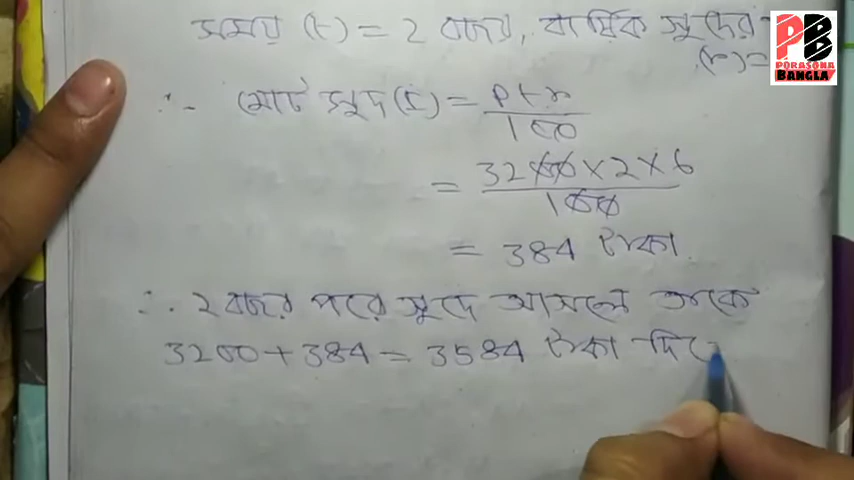 সময় (t) = 2 বছর, বার্ষিক সুদের
(r) =
PB
PORASONA
BANGLA
∴ মোট সুদ (I) = ptr/100
= 3200×2×6/100
= 384 টাকা
∴ 2 বছর পরে সুদে আসলে তাকে
3200+384 = 3584 টাকা দি